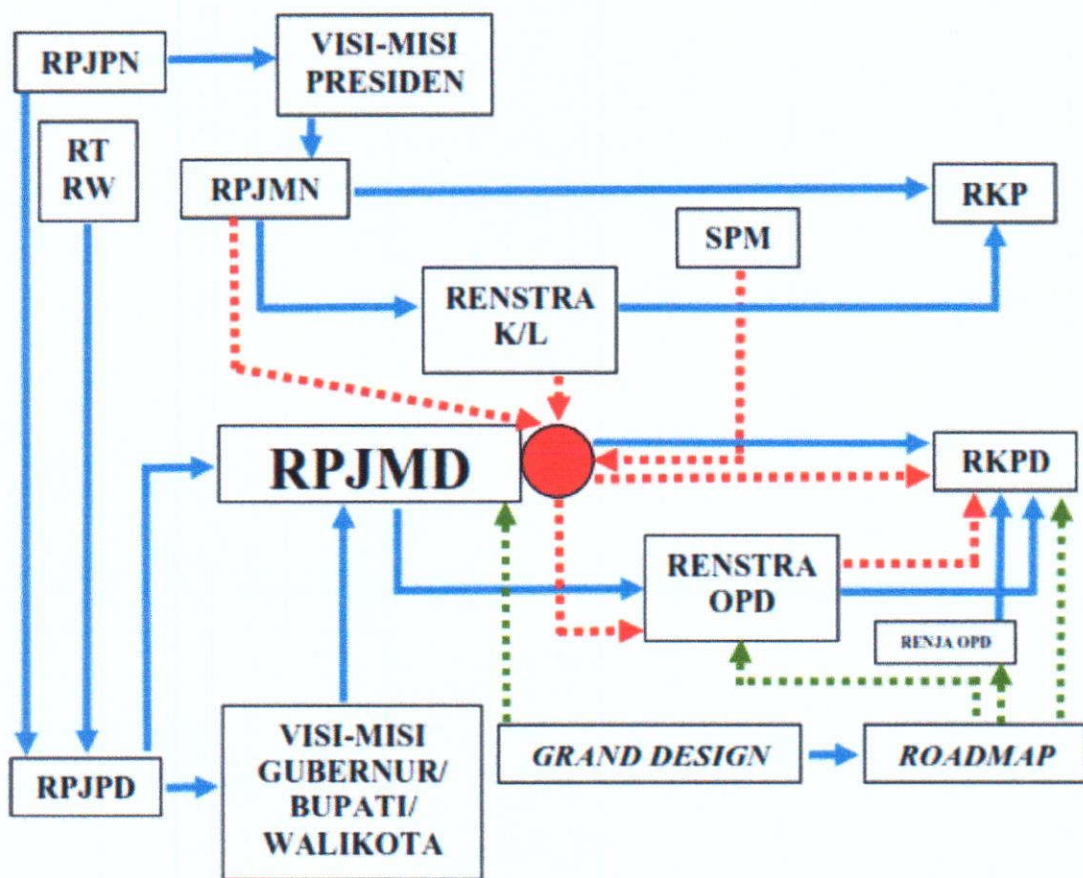 RPJPN
VISI-MISI
PRESIDEN
RT
RW
RPJMN
RKP
SPM
RENSTRA
K/L
RPJMD
RKPD
RENSTRA
OPD
RENJA OPD
VISI-MISI
GUBERNUR/
BUPATI/
WALIKOTA
GRAND DESIGN
ROADMAP
RPJPD